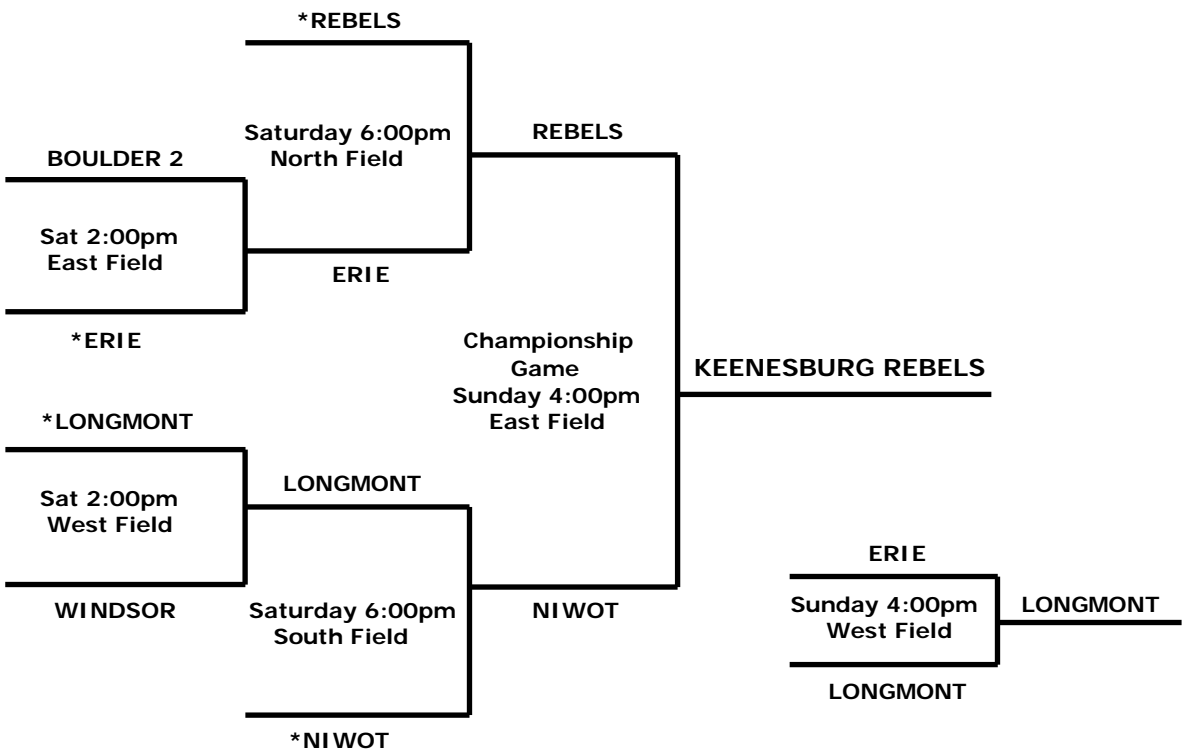 *REBELS
Saturday 6:00pm
North Field
REBELS
BOULDER 2
Sat 2:00pm
East Field
ERIE
*ERIE
Championship
Game
Sunday 4:00pm
East Field
KEENESBURG REBELS
*LONGMONT
LONGMONT
Sat 2:00pm
West Field
WINDSOR
Saturday 6:00pm
South Field
NIWOT
*NIWOT
ERIE
Sunday 4:00pm
West Field
LONGMONT
LONGMONT